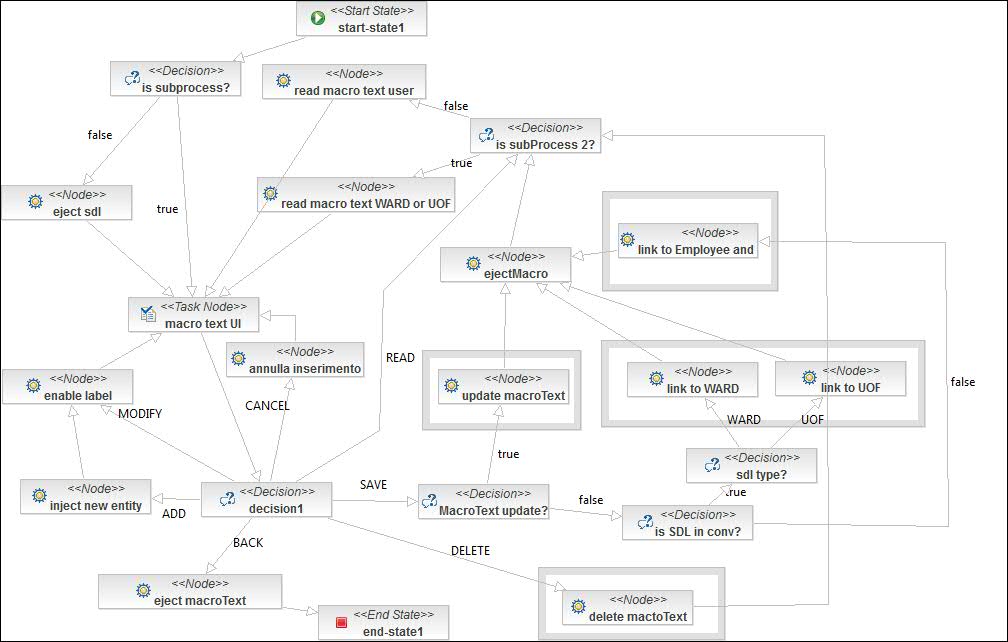 <<Start State>>
start-state1
<<Decision>>
is subprocess?
<<Node>>
read macro text user
false
<<Decision>>
is subProcess 2?
false
true
<<Node>>
eject sdl
true
<<Node>>
read macro text WARD or UOF
<<Node>>
link to Employee and
<<Node>>
ejectMacro
<<Task Node>>
macro text UI
<<Node>>
annulla inserimento
READ
<<Node>>
enable label
MODIFY
CANCEL
<<Node>>
update macroText
<<Node>>
link to WARD
<<Node>>
link to UOF
false
WARD
UOF
true
<<Decision>>
sdl type?
<<Node>>
inject new entity
ADD
<<Decision>>
decision1
SAVE
<<Decision>>
MacroText update?
false
true
<<Decision>>
is SDL in conv?
BACK
DELETE
<<Node>>
eject macroText
<<End State>>
end-state1
<<Node>>
delete mactoText